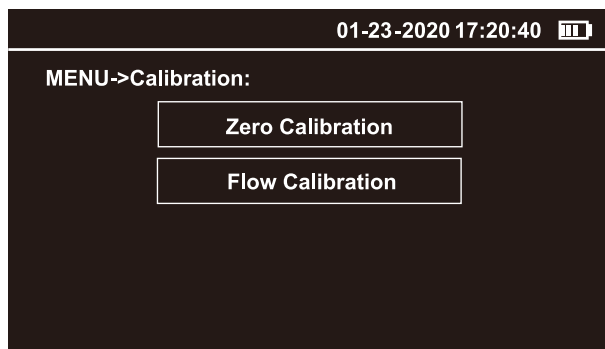 01-23-2020 17:20:40
MENU->Calibration:
Zero Calibration
Flow Calibration